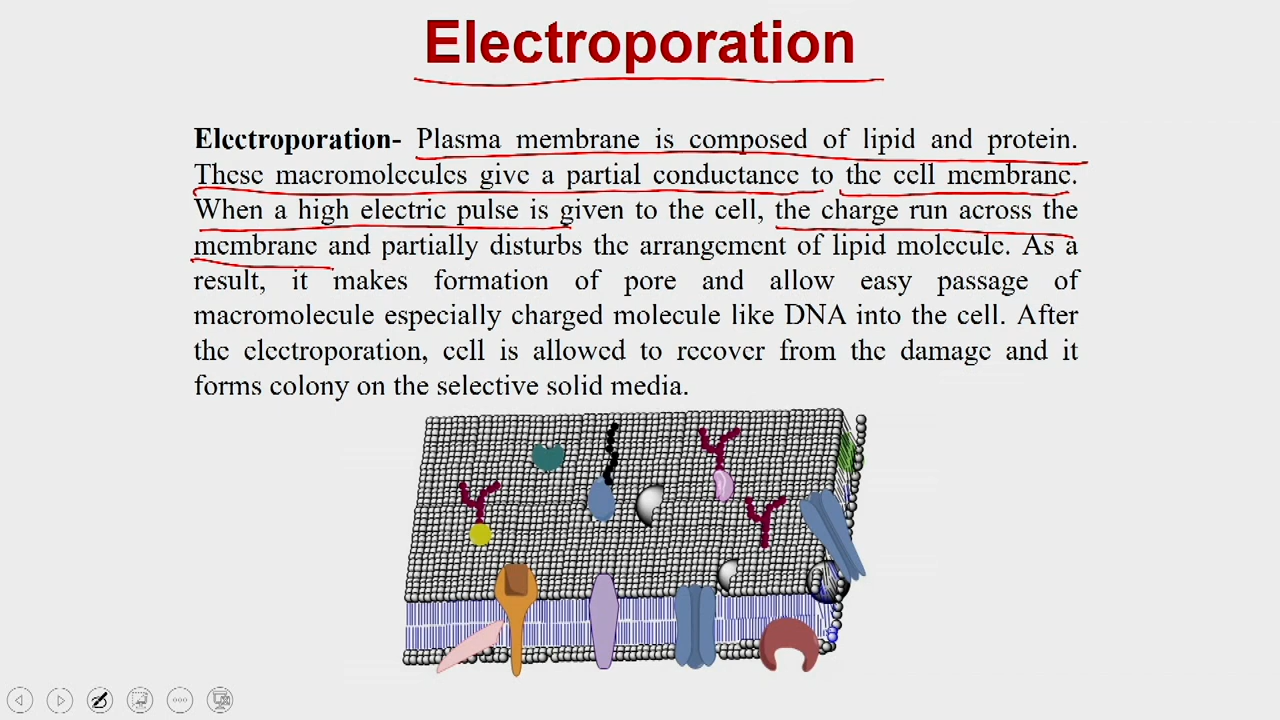 Electroporation
Electroporation- Plasma membrane is composed of lipid and protein.
These macromolecules give a partial conductance to the cell membrane.
When a high electric pulse is given to the cell, the charge run across the
membrane and partially disturbs the arrangement of lipid molecule. As a
result, it makes formation of pore and allow easy passage of
macromolecule especially charged molecule like DNA into the cell. After
the electroporation, cell is allowed to recover from the damage and it
forms colony on the selective solid media.